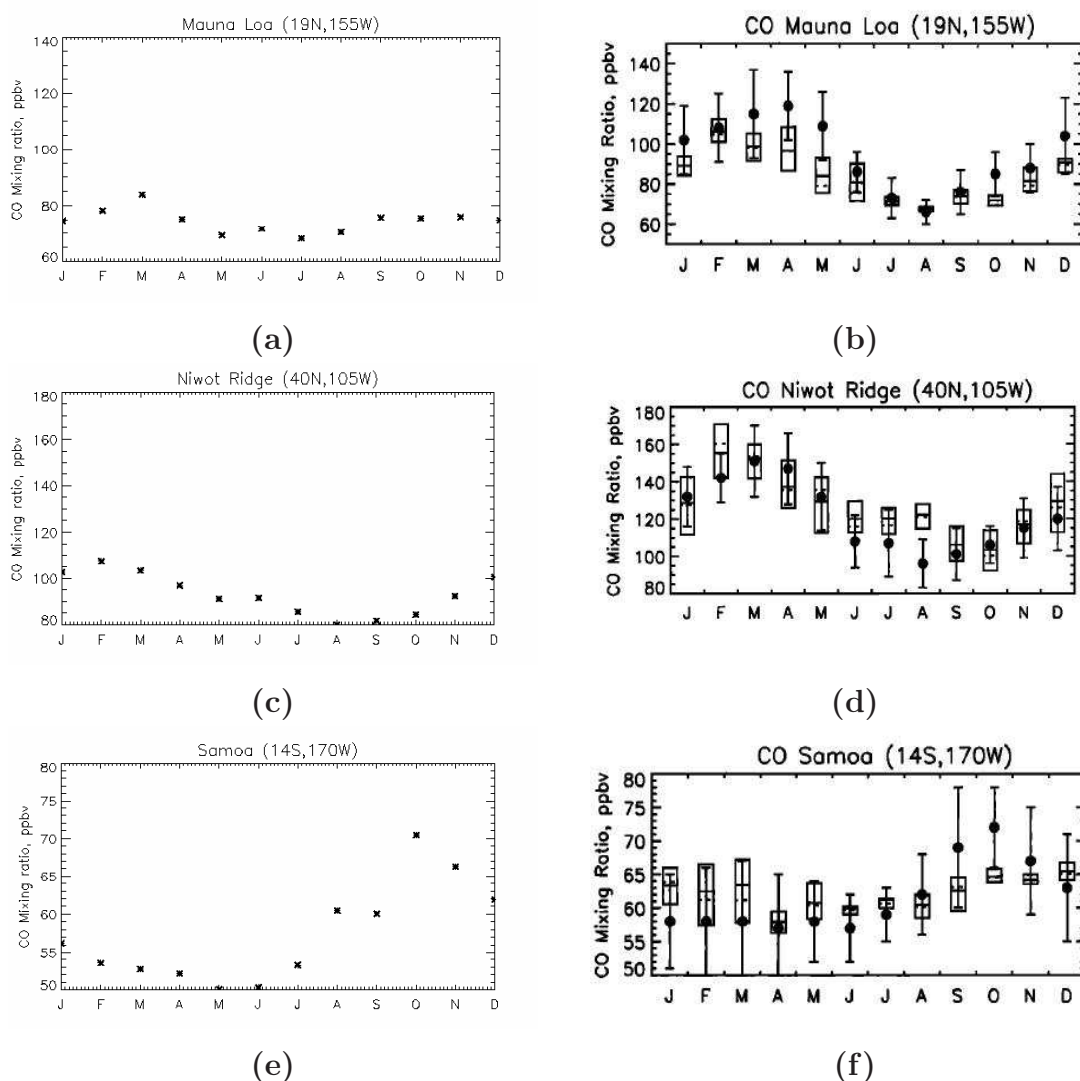 Mauna Loa (19N,155W)
CO Mixing ratio, ppbv
140
120
100
80
60
J F M A M J J A S O N D
(a)
CO Mauna Loa (19N,155W)
CO Mixing Ratio, ppbv
140
120
100
80
60
J F M A M J J A S O N D
(b)
Niwot Ridge (40N,105W)
CO Mixing ratio, ppbv
180
160
140
120
100
80
J F M A M J J A S O N D
(c)
CO Niwot Ridge (40N,105W)
CO Mixing Ratio, ppbv
180
160
140
120
100
80
J F M A M J J A S O N D
(d)
Samoa (14S,170W)
CO Mixing ratio, ppbv
80
75
70
65
60
55
50
J F M A M J J A S O N D
(e)
CO Samoa (14S,170W)
CO Mixing Ratio, ppbv
80
75
70
65
60
55
50
J F M A M J J A S O N D
(f)